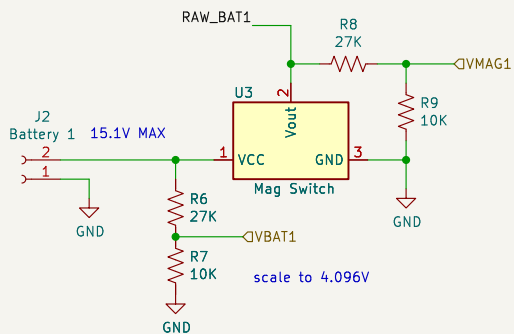 RAW_BAT1
R8
27K
VMAG1
U3
2
Vout
R9
10K
J2
Battery 1
15.1V MAX
2
1
1
VCC
GND
3
Mag Switch
GND
GND
R6
27K
VBAT1
R7
10K
scale to 4.096V
GND